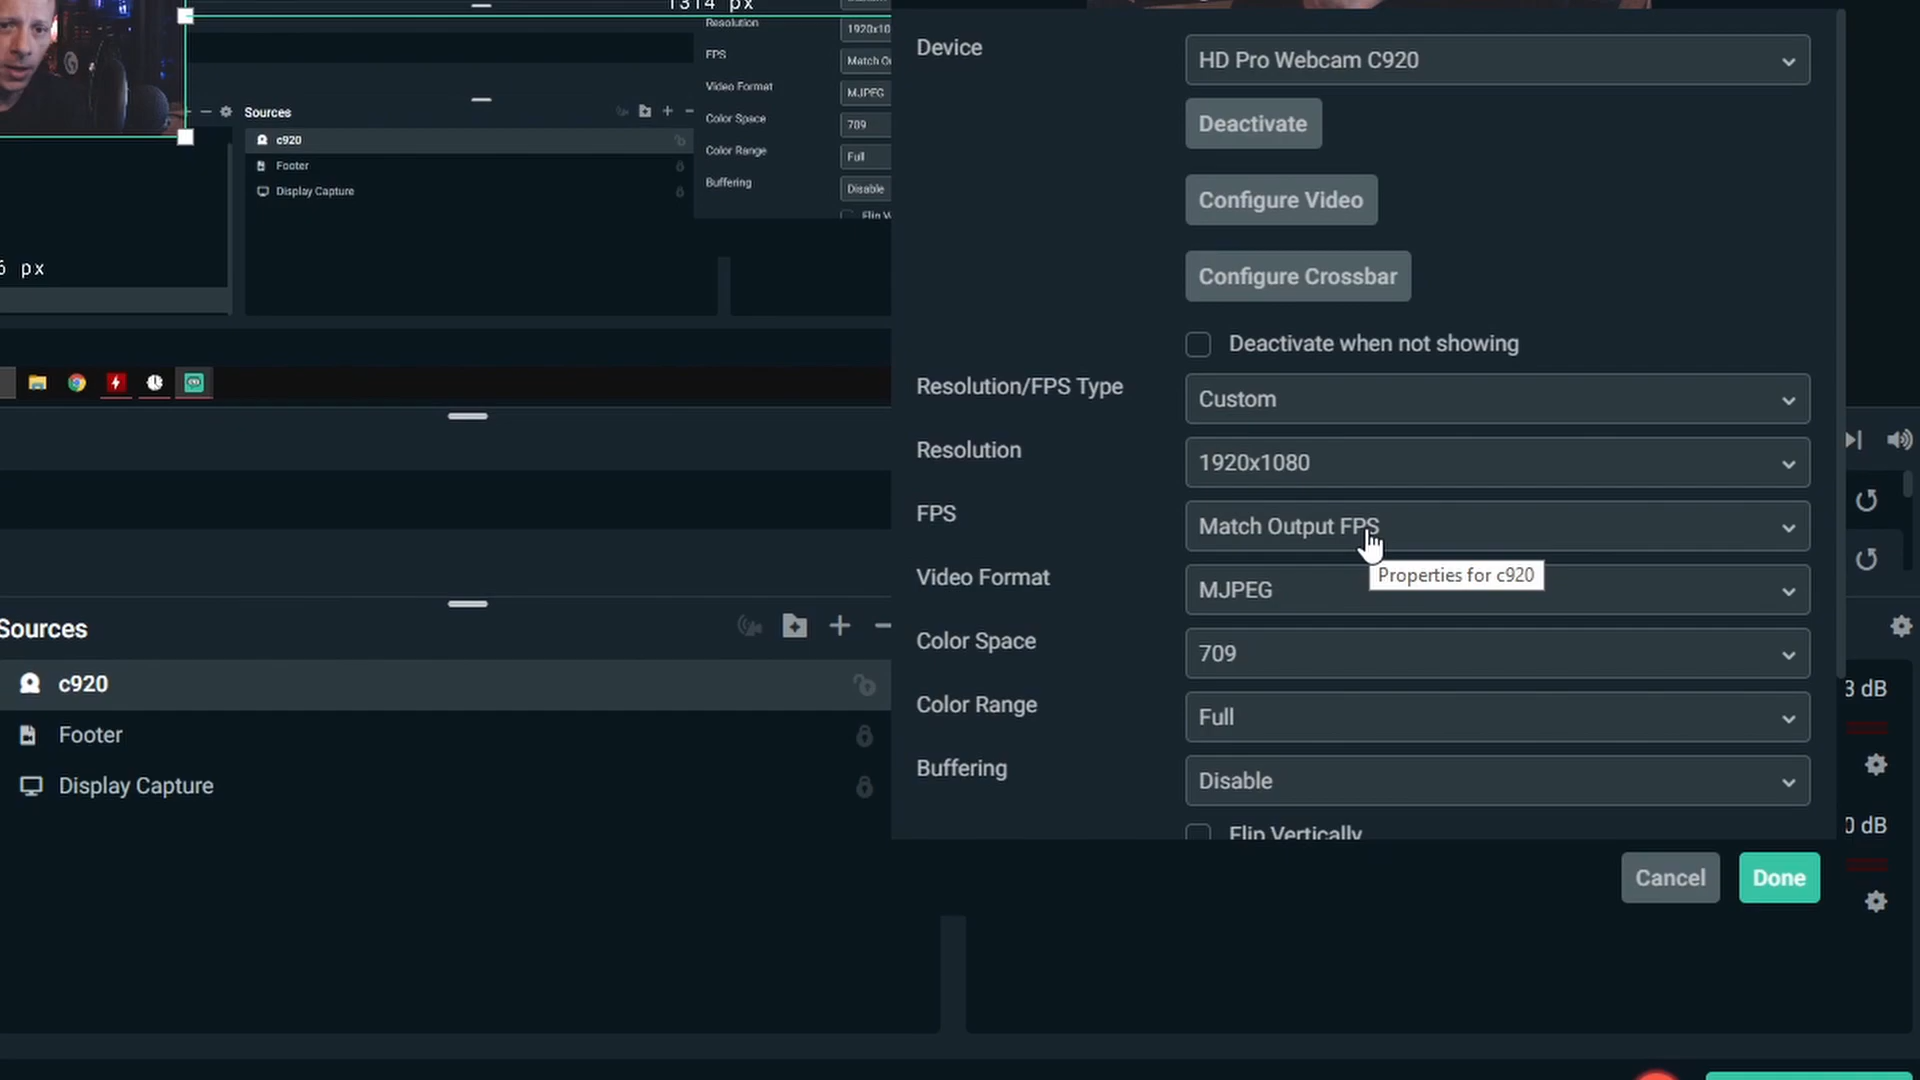 1314 px
Resolution
1920x10
FPS
Match Ou
Video Format
MJPEG
Color Space
709
Color Range
Full
Buffering
Disable
Sources
c920
Footer
Display Capture
6 px
Sources
c920
Footer
Display Capture
Device
HD Pro Webcam C920
Deactivate
Configure Video
Configure Crossbar
Deactivate when not showing
Resolution/FPS Type
Custom
Resolution
1920x1080
FPS
Match Output FPS
Properties for c920
Video Format
MJPEG
Color Space
709
Color Range
Full
Buffering
Disable
Flip Vertically
Cancel
Done
3 dB
0 dB